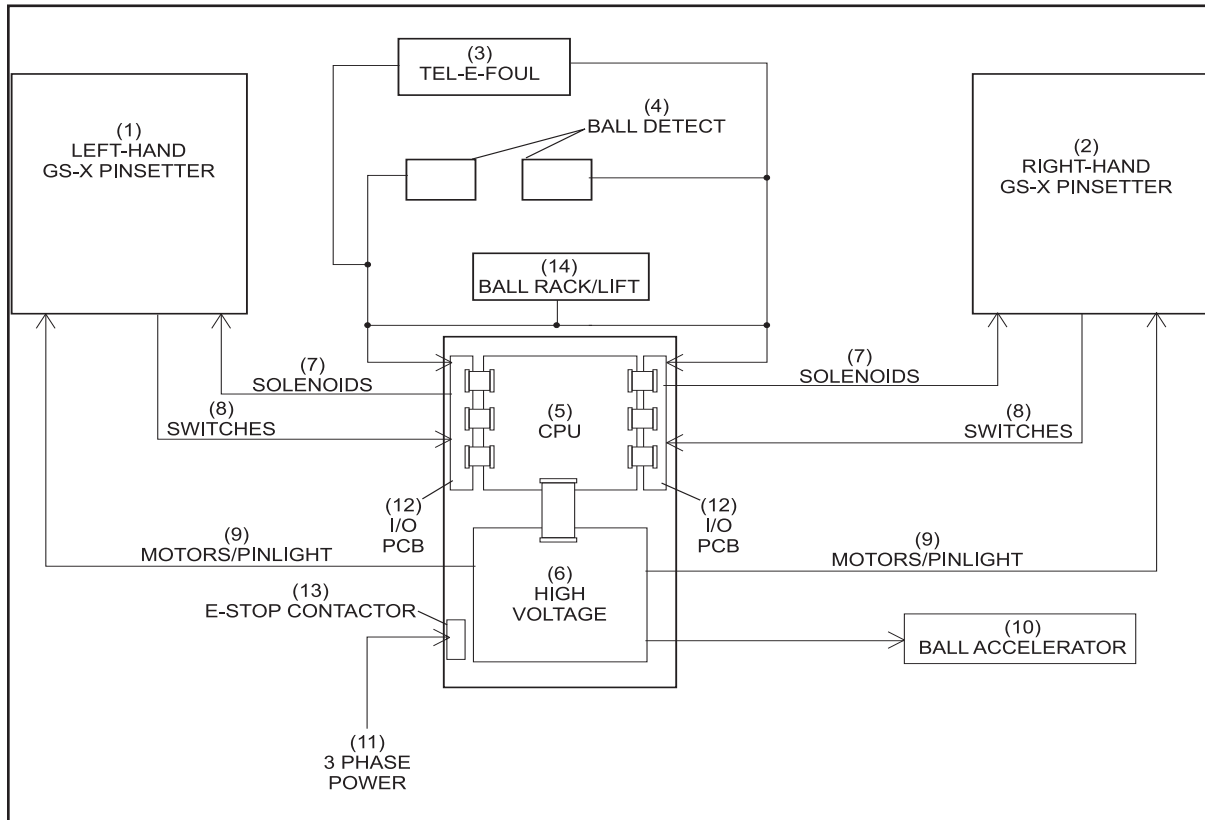 (3)
TEL-E-FOUL
(4)
BALL DETECT
(1)
LEFT-HAND
GS-X PINSETTER
(2)
RIGHT-HAND
GS-X PINSETTER
(14)
BALL RACK/LIFT
(7)
SOLENOIDS
(8)
SWITCHES
(5)
CPU
(7)
SOLENOIDS
(8)
SWITCHES
(12)
I/O
PCB
(12)
I/O
PCB
(9)
MOTORS/PINLIGHT
(9)
MOTORS/PINLIGHT
(6)
HIGH
VOLTAGE
(13)
E-STOP CONTACTOR
(10)
BALL ACCELERATOR
(11)
3 PHASE
POWER